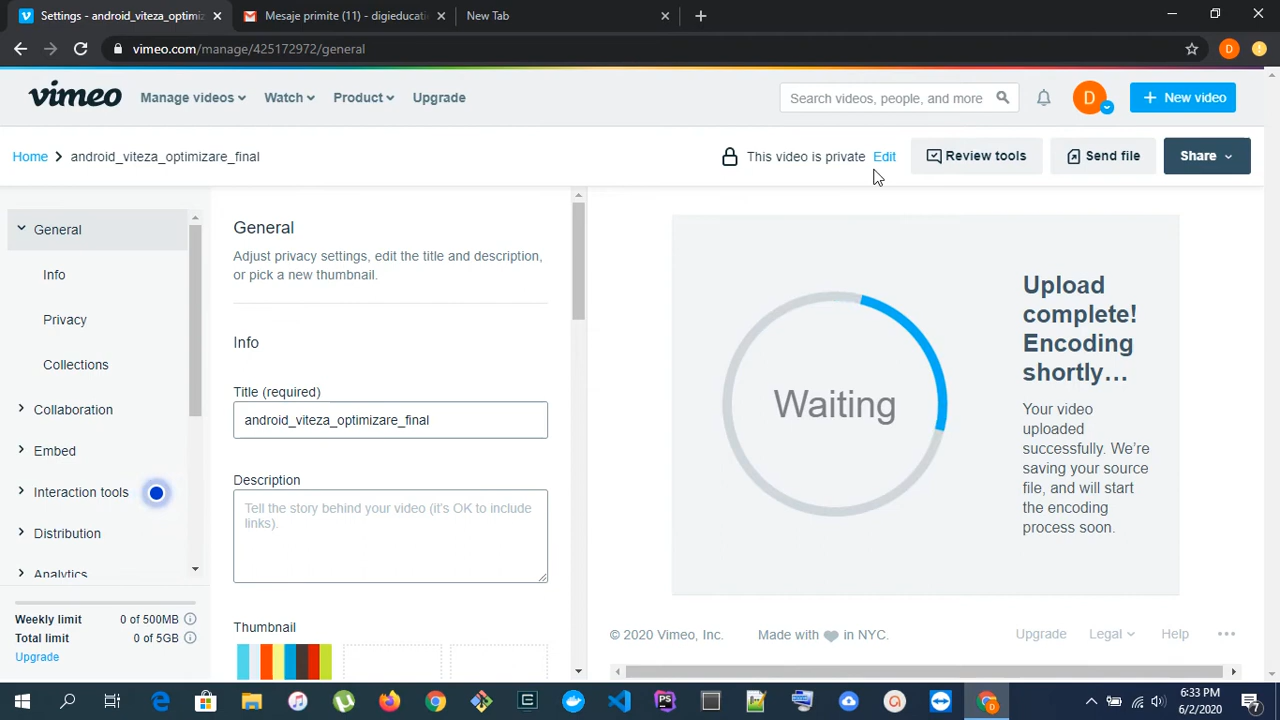 Settings - android_viteza_optimiz
Mesaje primite (11) - digieducati
New Tab
vimeo.com/manage/425172972/general
D
vimeo
Manage videos
Watch
Product
Upgrade
Search videos, people, and more
D
+ New video
Home > android_viteza_optimizare_final
This video is private Edit
Review tools
Send file
Share
General
Info
Privacy
Collections
Collaboration
Embed
Interaction tools
Distribution
Analytics
Weekly limit 0 of 500MB
Total limit 0 of 5GB
Upgrade
General
Adjust privacy settings, edit the title and description,
or pick a new thumbnail.
Info
Title (required)
android_viteza_optimizare_final
Description
Tell the story behind your video (it's OK to include
links).
Thumbnail
Waiting
Upload
complete!
Encoding
shortly…
Your video
uploaded
successfully. We're
saving your source
file, and will start
the encoding
process soon.
© 2020 Vimeo, Inc.
Made with in NYC.
Upgrade
Legal
Help
6:33 PM
6/2/2020
7